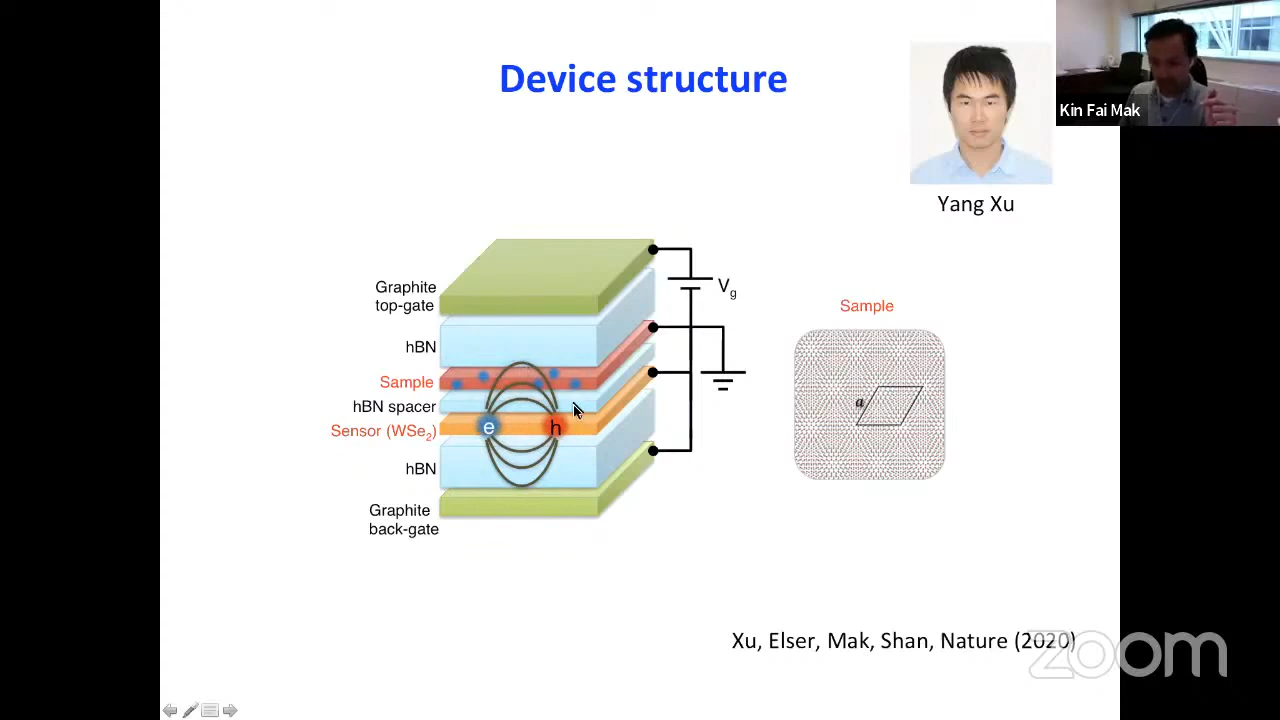 Device structure
Kin Fai Mak
Yang Xu
Graphite
top-gate
hBN
Sample
hBN spacer
Sensor (WSe2)
hBN
Graphite
back-gate
e
h
Vg
Sample
a
Xu, Elser, Mak, Shan, Nature (2020)
zoom